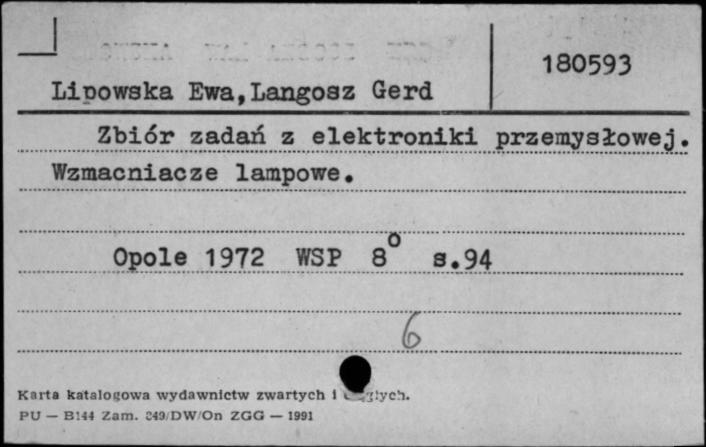 180593
Lipowska Ewa,Langosz Gerd
Zbiór zadań z elektroniki przemysłowej.
Wzmacniacze lampowe.
Opole 1972 WSP 8º s.94
6
Karta katalogowa wydawnictw zwartych i
PU — B144 Zam. 249/DW/On ZGG — 1991